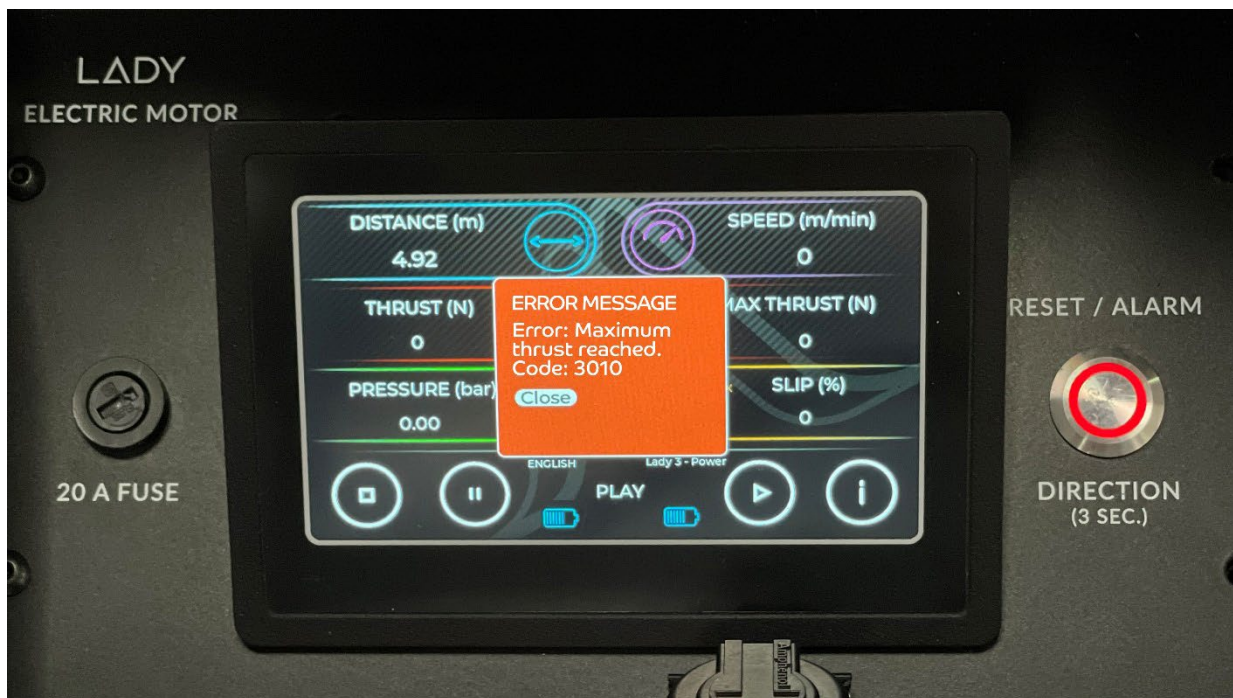 LADY
ELECTRIC MOTOR
DISTANCE (m)
4.92
SPEED (m/min)
0
THRUST (N)
0
ERROR MESSAGE
Error: Maximum
thrust reached.
Code: 3010
Close
MAX THRUST (N)
0
PRESSURE (bar)
0.00
SLIP (%)
0
ENGLISH
Lady 3 - Power
PLAY
i
20 A FUSE
RESET / ALARM
DIRECTION
(3 SEC.)